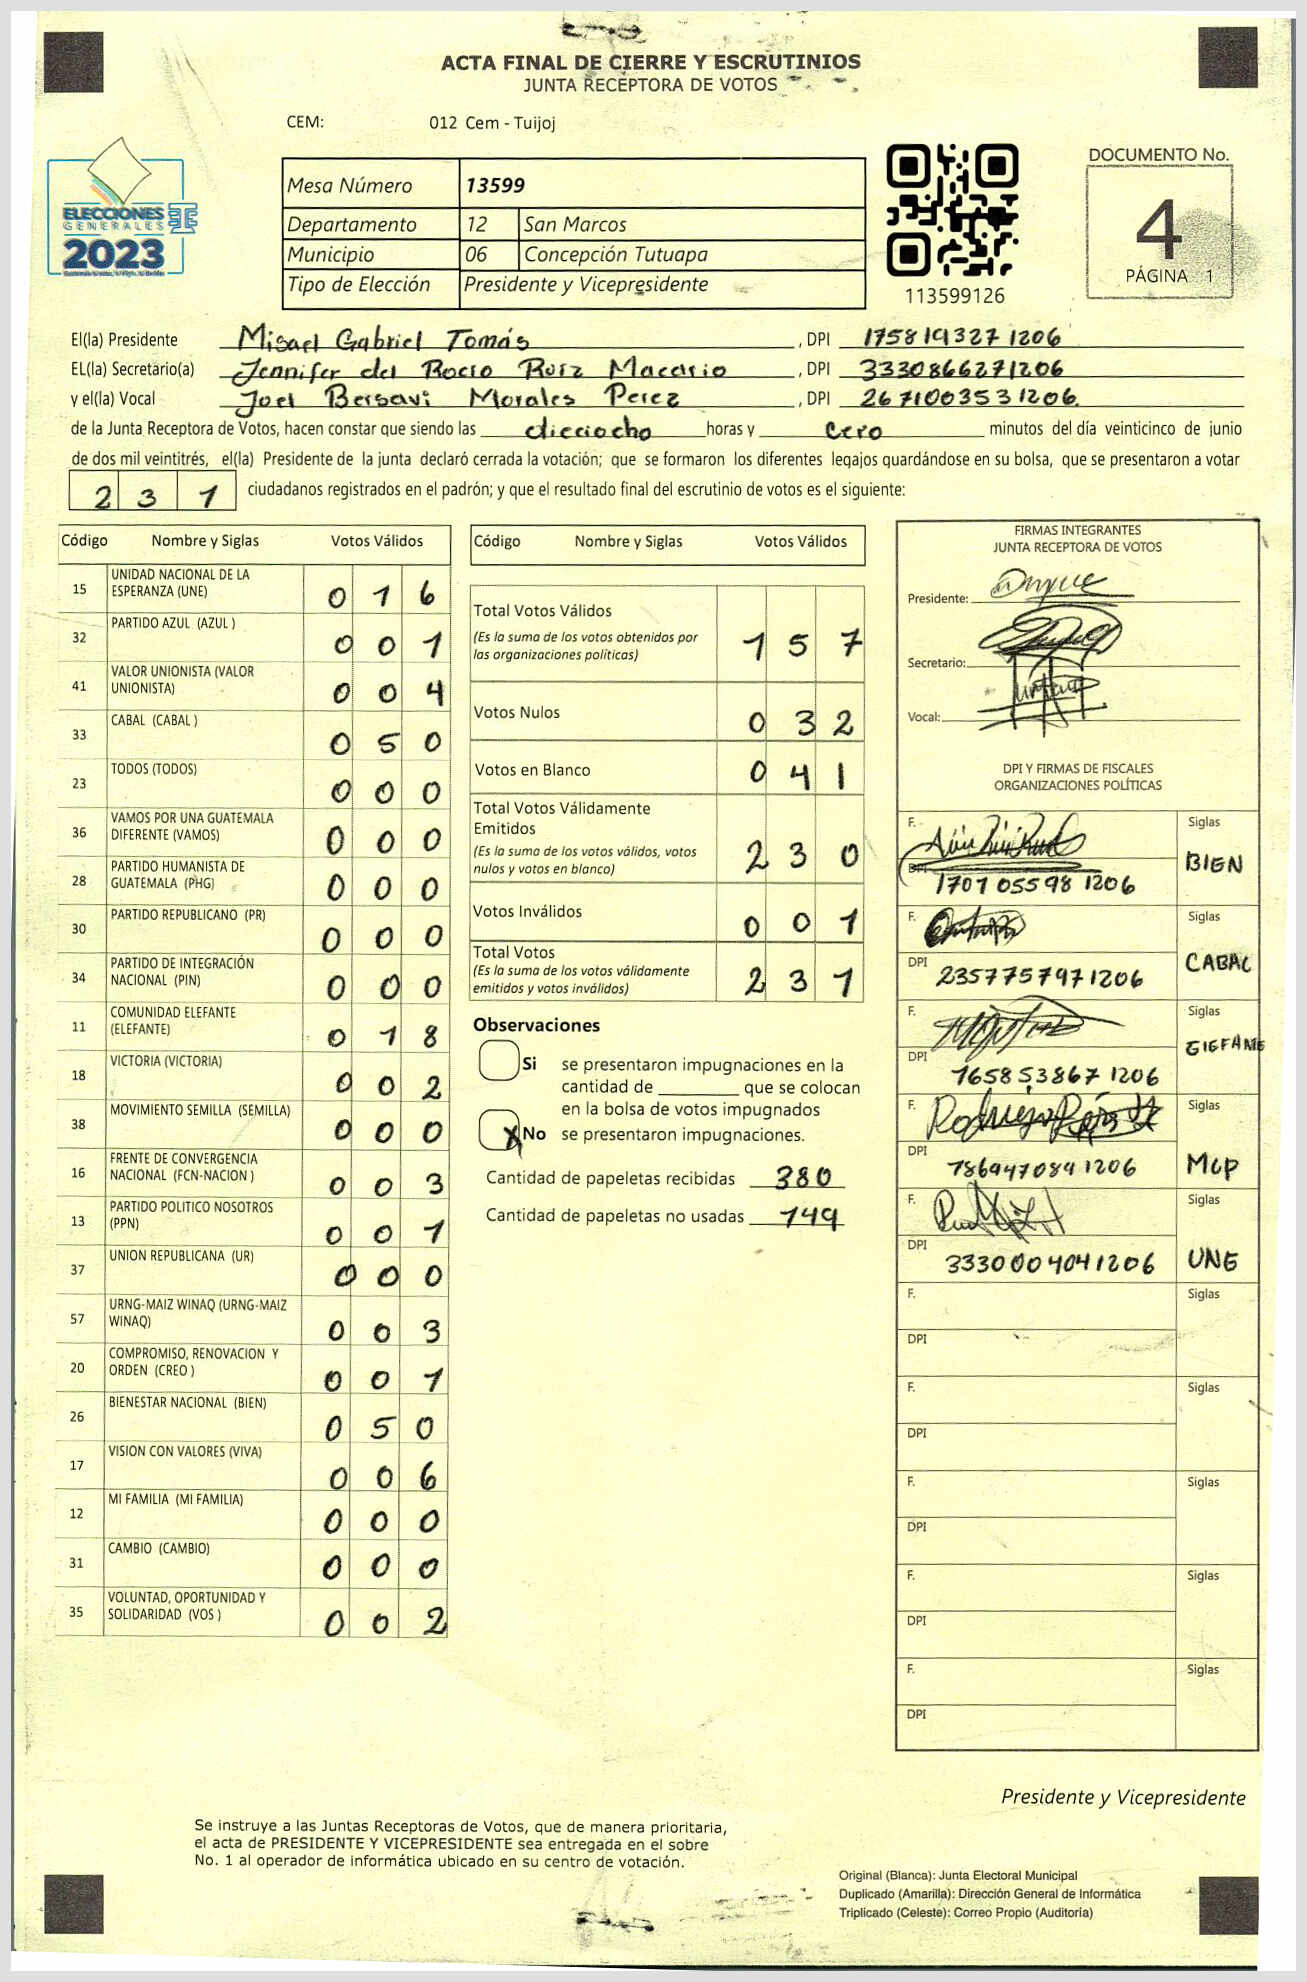 ACTA FINAL DE CIERRE Y ESCRUTINIOS
JUNTA RECEPTORA DE VOTOS
CEM: 012 Cem - Tuijoj
ELECCIONES
GENERALES
2023
Mesa Número 13599
Departamento 12 San Marcos
Municipio 06 Concepción Tutuapa
Tipo de Elección Presidente y Vicepresidente
113599126
DOCUMENTO No.
4
PÁGINA 1
El(la) Presidente Misael Gabriel Tomás, DPI 1758193271206
EL(la) Secretario(a) Jennifer del Rocio Ruiz Macario, DPI 3330866271206
y el(la) Vocal Joel Bersavi Morales Perez, DPI 2671003531206.
de la Junta Receptora de Votos, hacen constar que siendo las dieciocho horas y cero minutos del día veinticinco de junio
de dos mil veintitrés, el(la) Presidente de la junta declaró cerrada la votación; que se formaron los diferentes legajos quardándose en su bolsa, que se presentaron a votar
231 ciudadanos registrados en el padrón; y que el resultado final del escrutinio de votos es el siguiente:
Código Nombre y Siglas Votos Válidos
15 UNIDAD NACIONAL DE LA
ESPERANZA (UNE) 0 1 6
32 PARTIDO AZUL (AZUL ) 0 0 1
41 VALOR UNIONISTA (VALOR
UNIONISTA) 0 0 4
33 CABAL (CABAL ) 0 5 0
23 TODOS (TODOS) 0 0 0
36 VAMOS POR UNA GUATEMALA
DIFERENTE (VAMOS) 0 0 0
28 PARTIDO HUMANISTA DE
GUATEMALA (PHG) 0 0 0
30 PARTIDO REPUBLICANO (PR) 0 0 0
34 PARTIDO DE INTEGRACIÓN
NACIONAL (PIN) 0 0 0
11 COMUNIDAD ELEFANTE
(ELEFANTE) 0 1 8
18 VICTORIA (VICTORIA) 0 0 2
38 MOVIMIENTO SEMILLA (SEMILLA) 0 0 0
16 FRENTE DE CONVERGENCIA
NACIONAL (FCN-NACION ) 0 0 3
13 PARTIDO POLITICO NOSOTROS
(PPN) 0 0 1
37 UNION REPUBLICANA (UR) 0 0 0
57 URNG-MAIZ WINAQ (URNG-MAIZ
WINAQ) 0 0 3
20 COMPROMISO, RENOVACION Y
ORDEN (CREO ) 0 0 1
26 BIENESTAR NACIONAL (BIEN) 0 5 0
17 VISION CON VALORES (VIVA) 0 0 6
12 MI FAMILIA (MI FAMILIA) 0 0 0
31 CAMBIO (CAMBIO) 0 0 0
35 VOLUNTAD, OPORTUNIDAD Y
SOLIDARIDAD (VOS ) 0 0 2
Código Nombre y Siglas Votos Válidos
Total Votos Válidos
(Es la suma de los votos obtenidos por
las organizaciones políticas) 1 5 7
Votos Nulos 0 3 2
Votos en Blanco 0 4 1
Total Votos Válidamente
Emitidos
(Es la suma de los votos válidos, votos
nulos y votos en blanco) 2 3 0
Votos Inválidos 0 0 1
Total Votos
(Es la suma de los votos válidamente
emitidos y votos inválidos) 2 3 1
Observaciones
Si se presentaron impugnaciones en la
cantidad de que se colocan
en la bolsa de votos impugnados
X No se presentaron impugnaciones.
Cantidad de papeletas recibidas 380
Cantidad de papeletas no usadas 149
FIRMAS INTEGRANTES
JUNTA RECEPTORA DE VOTOS
Presidente:
Secretario:
Vocal:
DPI Y FIRMAS DE FISCALES
ORGANIZACIONES POLÍTICAS
F. Siglas
DPI 1701055981206 BIEN
F. Siglas
DPI 2357757971206 CABAL
F. Siglas
DPI 1658538671206 ElEFANE
F. Siglas
DPI 1869470841206 MLP
F. Siglas
DPI 3330004041206 UNE
F. Siglas
DPI
F. Siglas
DPI
F. Siglas
DPI
F. Siglas
DPI
F. Siglas
DPI
Presidente y Vicepresidente
Se instruye a las Juntas Receptoras de Votos, que de manera prioritaria,
el acta de PRESIDENTE Y VICEPRESIDENTE sea entregada en el sobre
No. 1 al operador de informática ubicado en su centro de votación.
Original (Blanca): Junta Electoral Municipal
Duplicado (Amarilla): Dirección General de Informática
Triplicado (Celeste): Correo Propio (Auditoría)